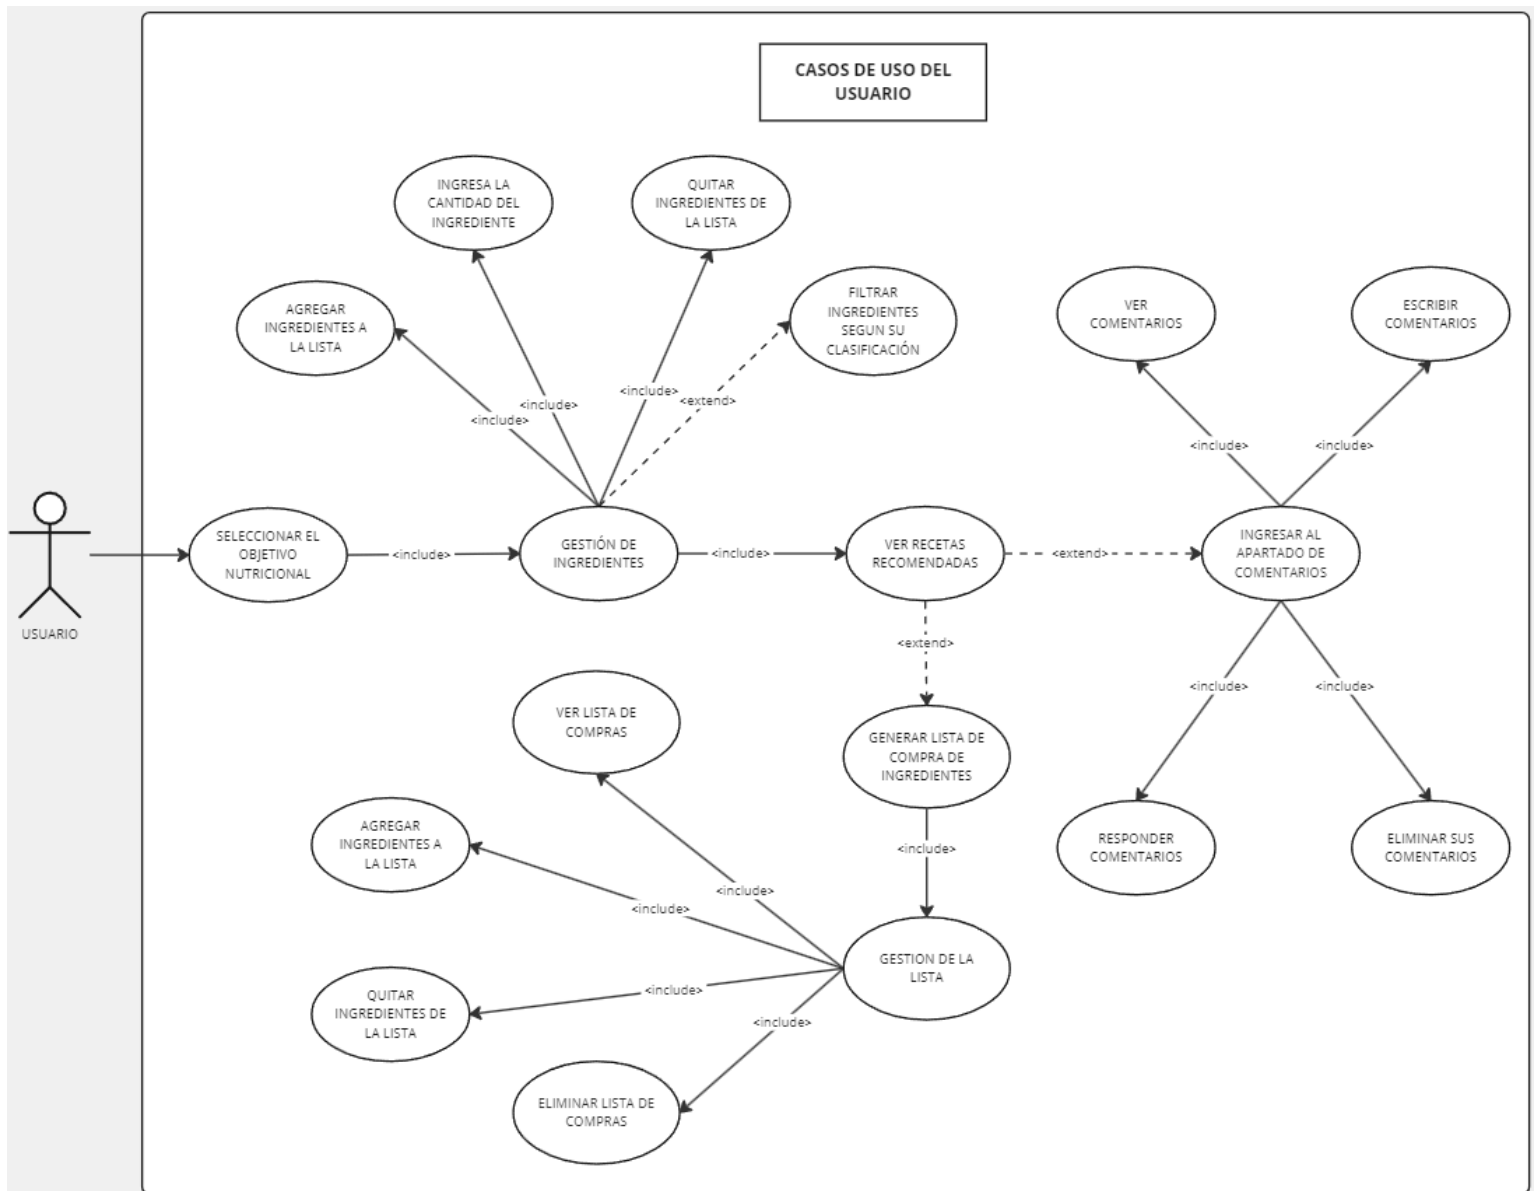 CASOS DE USO DEL
USUARIO
INGRESA LA
CANTIDAD DEL
INGREDIENTE
QUITAR
INGREDIENTES DE
LA LISTA
AGREGAR
INGREDIENTES A
LA LISTA
FILTRAR
INGREDIENTES
SEGUN SU
CLASIFICACIÓN
VER
COMENTARIOS
ESCRIBIR
COMENTARIOS
<include>
<include>
<include>
<extend>
<include>
<include>
SELECCIONAR EL
OBJETIVO
NUTRICIONAL
<include>
GESTIÓN DE
INGREDIENTES
<include>
VER RECETAS
RECOMENDADAS
<extend>
INGRESAR AL
APARTADO DE
COMENTARIOS
USUARIO
<extend>
<include>
<include>
VER LISTA DE
COMPRAS
GENERAR LISTA DE
COMPRA DE
INGREDIENTES
AGREGAR
INGREDIENTES A
LA LISTA
<include>
RESPONDER
COMENTARIOS
ELIMINAR SUS
COMENTARIOS
<include>
<include>
GESTION DE LA
LISTA
QUITAR
INGREDIENTES DE
LA LISTA
<include>
<include>
ELIMINAR LISTA DE
COMPRAS